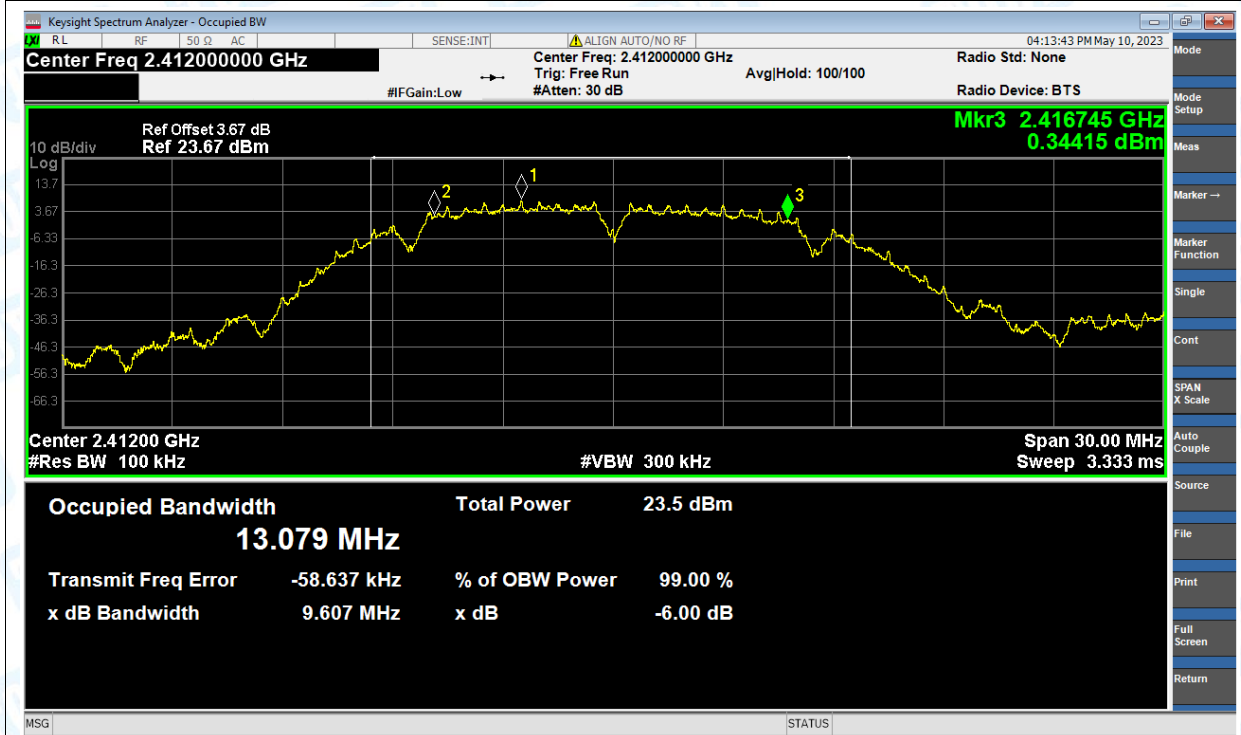 Keysight Spectrum Analyzer - Occupied BW
LXI RL RF 50 Ω AC SENSE:INT ALIGN AUTO/NO RF 04:13:43 PM May 10, 2023
Center Freq 2.412000000 GHz
Center Freq: 2.412000000 GHz
Radio Std: None
Trig: Free Run
Avg|Hold: 100/100
#IFGain:Low
#Atten: 30 dB
Radio Device: BTS
Mkr3 2.416745 GHz
0.34415 dBm
Ref Offset 3.67 dB
10 dB/div Ref 23.67 dBm
Log
13.7
3.67
-6.33
-16.3
-26.3
-36.3
-46.3
-56.3
-66.3
2
1
3
Center 2.41200 GHz
Span 30.00 MHz
#Res BW 100 kHz
#VBW 300 kHz
Sweep 3.333 ms
Occupied Bandwidth
Total Power 23.5 dBm
13.079 MHz
Transmit Freq Error -58.637 kHz
% of OBW Power 99.00 %
x dB Bandwidth 9.607 MHz
x dB -6.00 dB
MSG
STATUS
Mode
Mode
Setup
Meas
Marker →
Marker
Function
Single
Cont
SPAN
X Scale
Auto
Couple
Source
File
Print
Full
Screen
Return